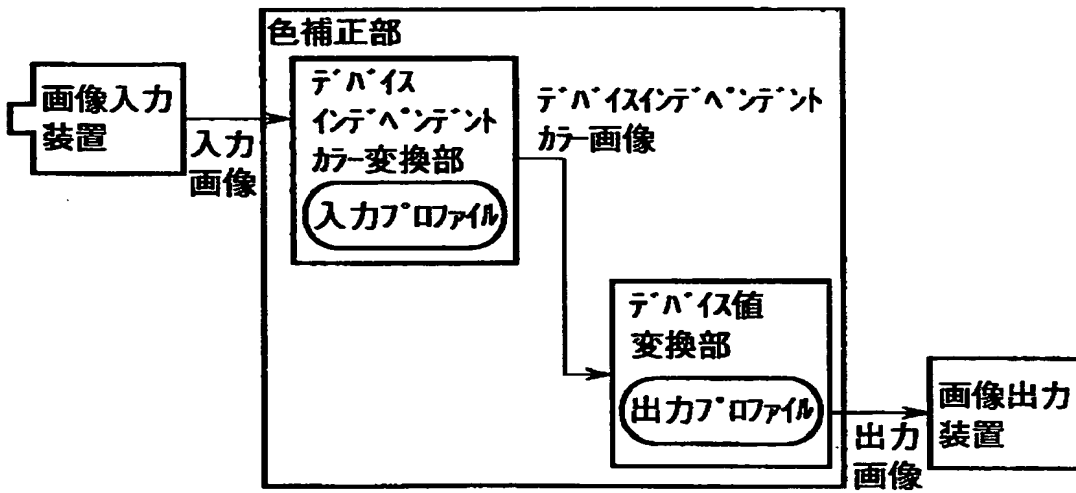 色補正部
画像入力
装置
入力
画像
ﾃﾞﾊﾞｲｽ
ｲﾝﾃﾞﾍﾟﾝﾃﾞﾝﾄ
ｶﾗｰ変換部
入力ﾌﾟﾛﾌｧｲﾙ
ﾃﾞﾊﾞｲｽｲﾝﾃﾞﾍﾟﾝﾃﾞﾝﾄ
ｶﾗｰ画像
ﾃﾞﾊﾞｲｽ値
変換部
出力ﾌﾟﾛﾌｧｲﾙ
出力
画像
画像出力
装置